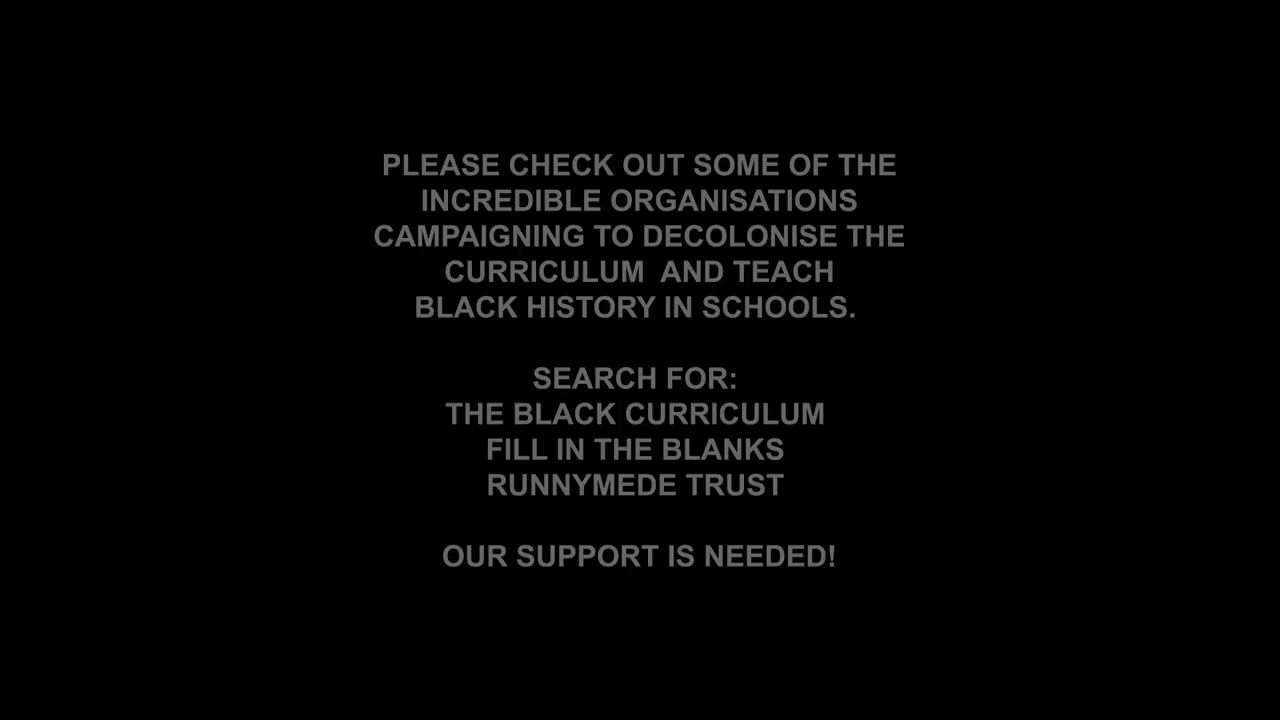 PLEASE CHECK OUT SOME OF THE
INCREDIBLE ORGANISATIONS
CAMPAIGNING TO DECOLONISE THE
CURRICULUM  AND TEACH
BLACK HISTORY IN SCHOOLS.
SEARCH FOR:
THE BLACK CURRICULUM
FILL IN THE BLANKS
RUNNYMEDE TRUST
OUR SUPPORT IS NEEDED!